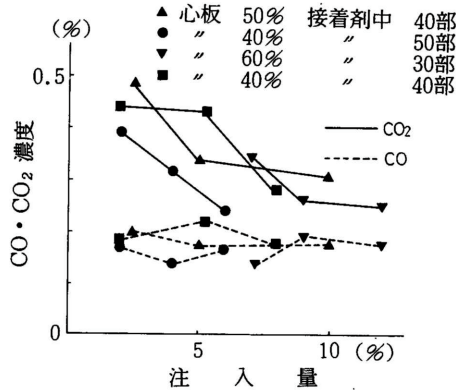 (%)
▲ 心板 50% 接着剤中 40部
● 〃 40% 〃 50部
▼ 〃 60% 〃 30部
■ 〃 40% 〃 40部
0.5
CO₂
CO
CO・CO₂ 濃度
0
5
10 (%)
注入量